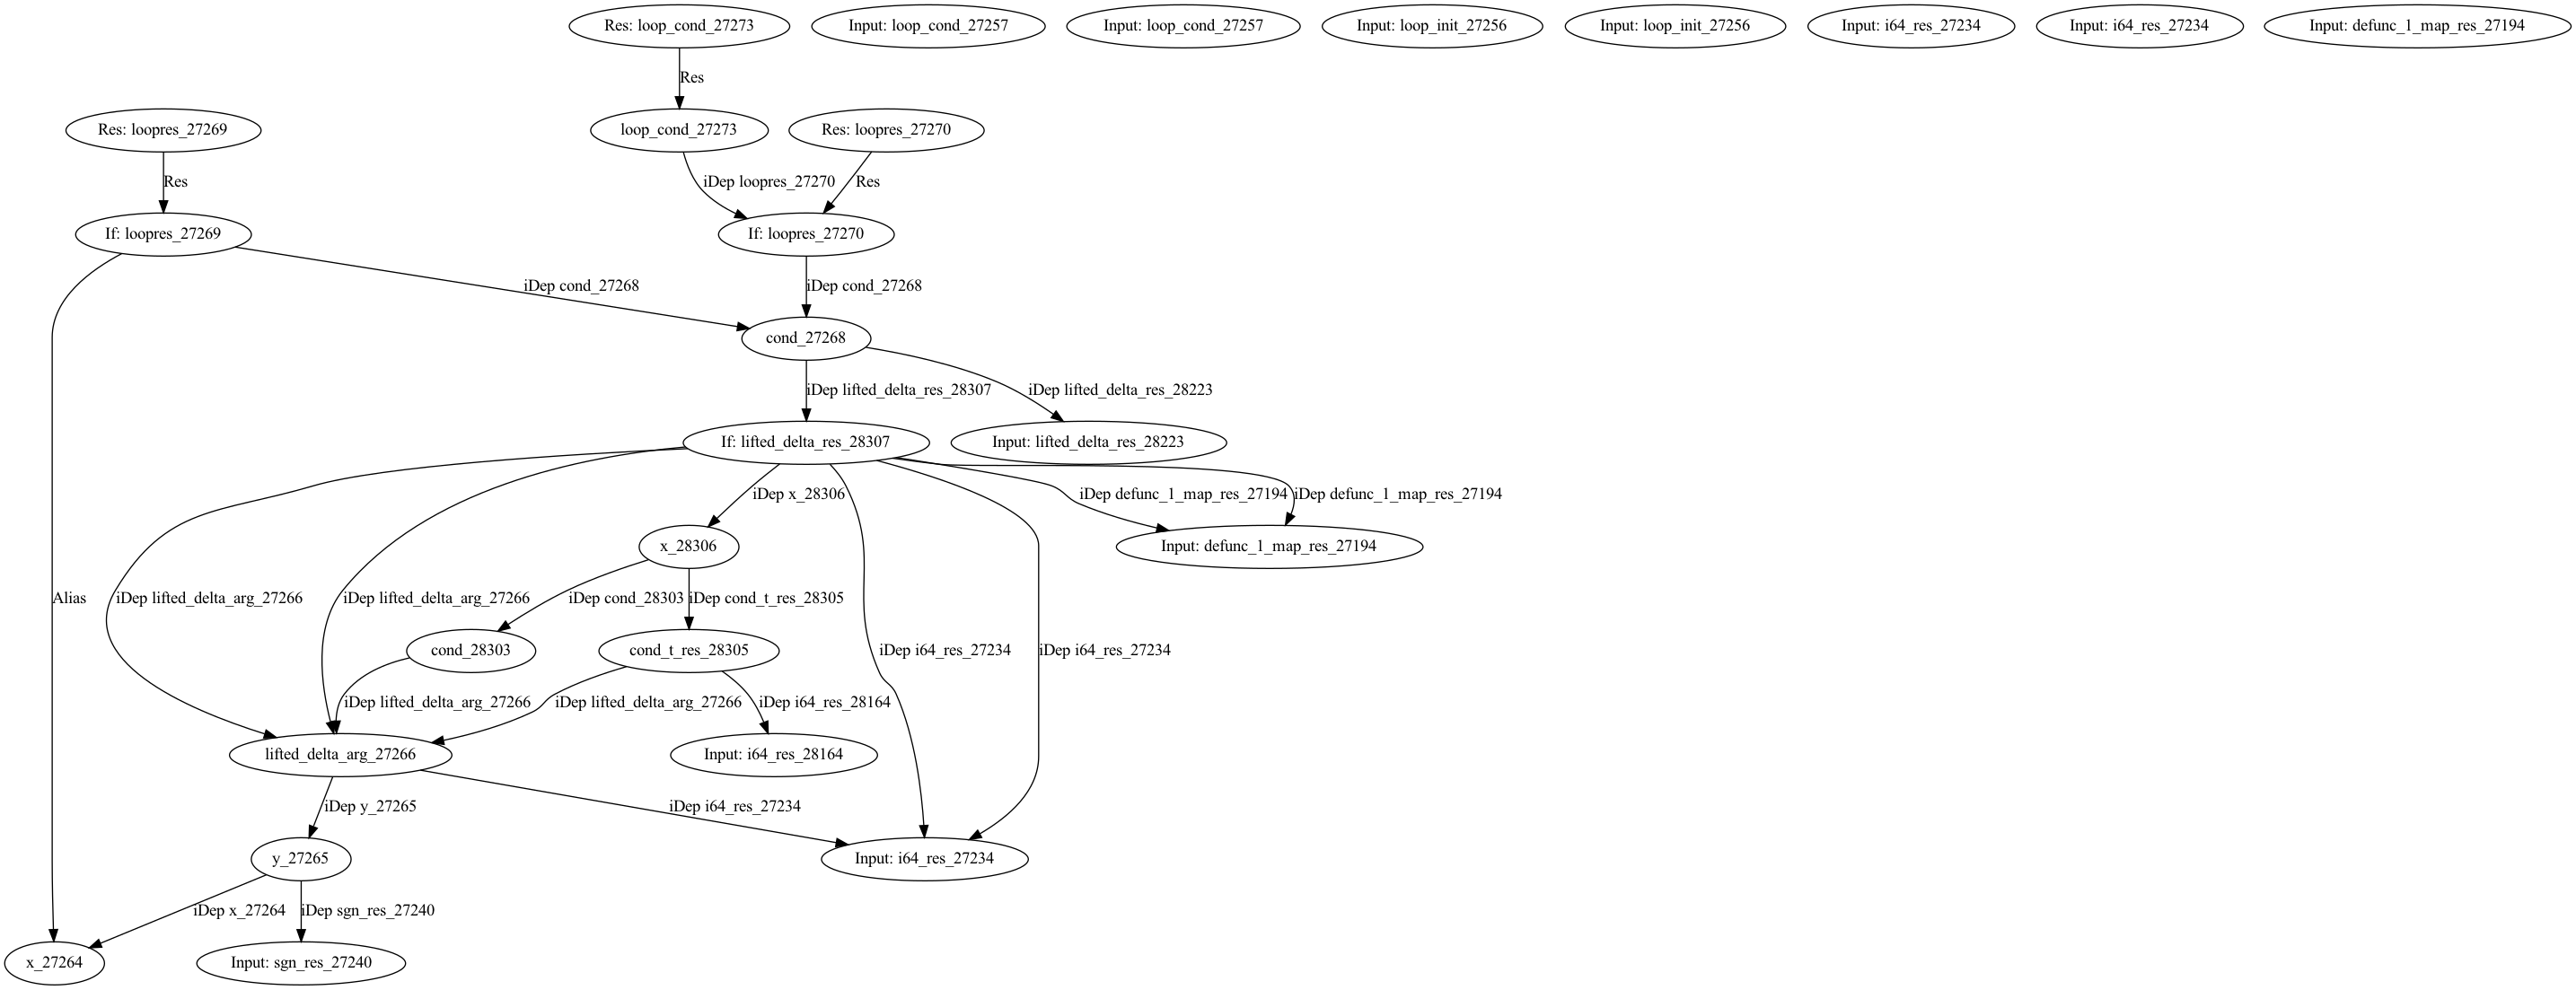 Res: loop_cond_27273
Input: loop_cond_27257
Input: loop_cond_27257
Input: loop_init_27256
Input: loop_init_27256
Input: i64_res_27234
Input: i64_res_27234
Input: defunc_1_map_res_27194
Res
Res: loopres_27269
loop_cond_27273
Res: loopres_27270
Res
iDep loopres_27270
Res
If: loopres_27269
If: loopres_27270
iDep cond_27268
iDep cond_27268
cond_27268
iDep lifted_delta_res_28307
iDep lifted_delta_res_28223
If: lifted_delta_res_28307
Input: lifted_delta_res_28223
iDep x_28306
iDep defunc_1_map_res_27194
iDep defunc_1_map_res_27194
x_28306
Input: defunc_1_map_res_27194
Alias
iDep lifted_delta_arg_27266
iDep lifted_delta_arg_27266
iDep cond_28303
iDep cond_t_res_28305
cond_28303
cond_t_res_28305
iDep i64_res_27234
iDep i64_res_27234
iDep lifted_delta_arg_27266
iDep lifted_delta_arg_27266
iDep i64_res_28164
lifted_delta_arg_27266
Input: i64_res_28164
iDep y_27265
iDep i64_res_27234
y_27265
Input: i64_res_27234
iDep x_27264
iDep sgn_res_27240
x_27264
Input: sgn_res_27240